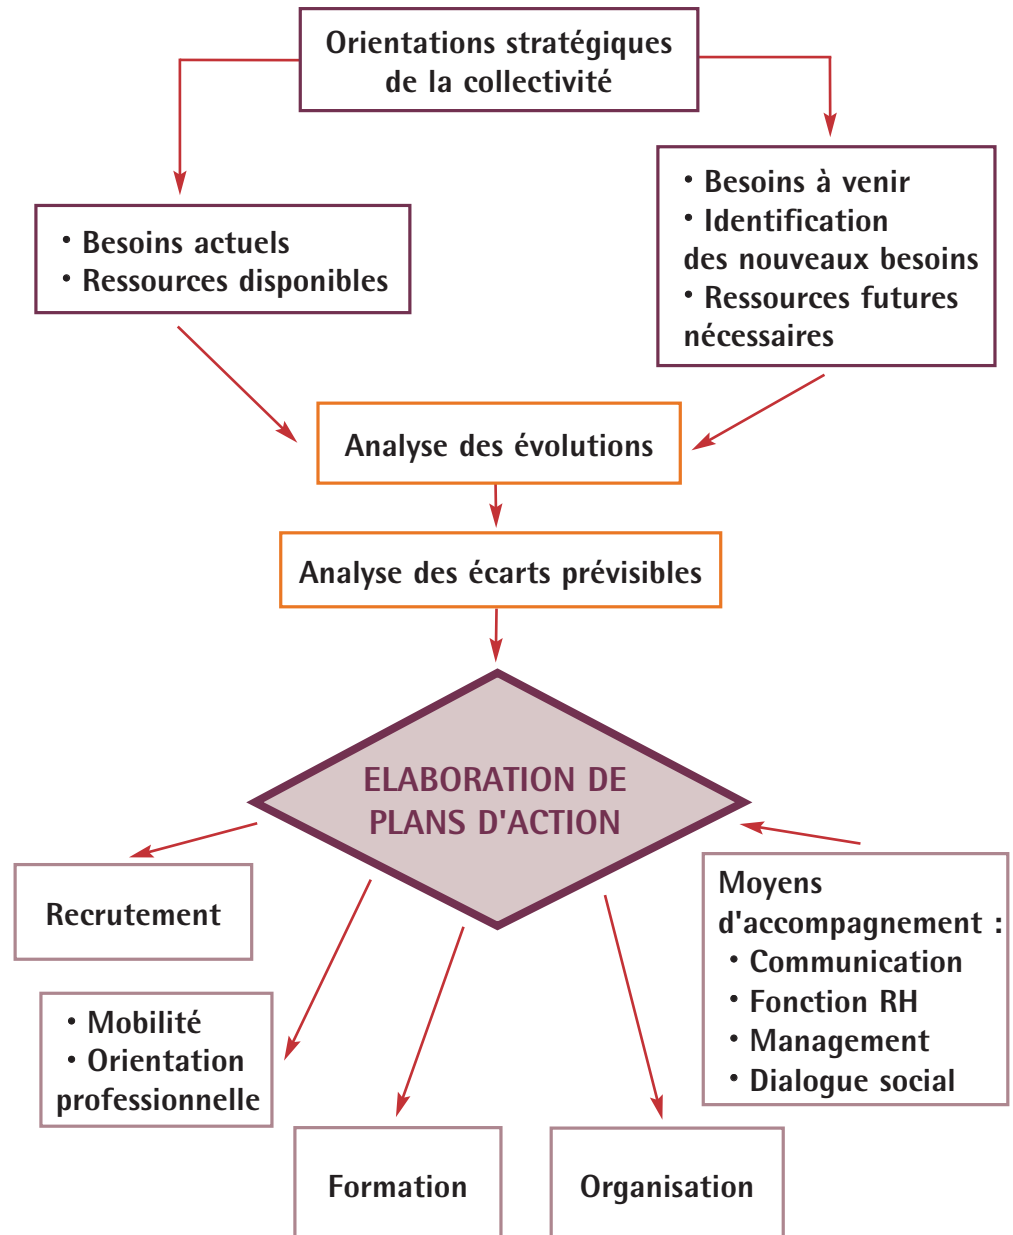 Orientations stratégiques
de la collectivité
• Besoins actuels
• Ressources disponibles
• Besoins à venir
• Identification
des nouveaux besoins
• Ressources futures
nécessaires
Analyse des évolutions
Analyse des écarts prévisibles
ELABORATION DE
PLANS D'ACTION
Recrutement
• Mobilité
• Orientation
professionnelle
Formation
Organisation
Moyens
d'accompagnement :
• Communication
• Fonction RH
• Management
• Dialogue social